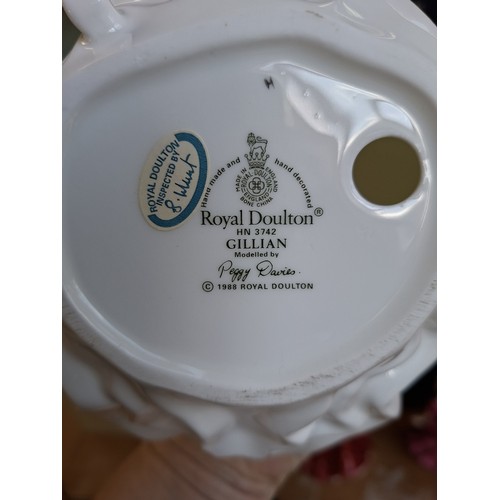 ROYAL DOULTON
INSPECTED BY
Hand made and hand decorated
MADE IN ENGLAND
ROYAL DOULTON
ENGLAND
BONE CHINA
Royal Doulton®
HN 3742
GILLIAN
Modelled by
Peggy Davies.
© 1988 ROYAL DOULTON